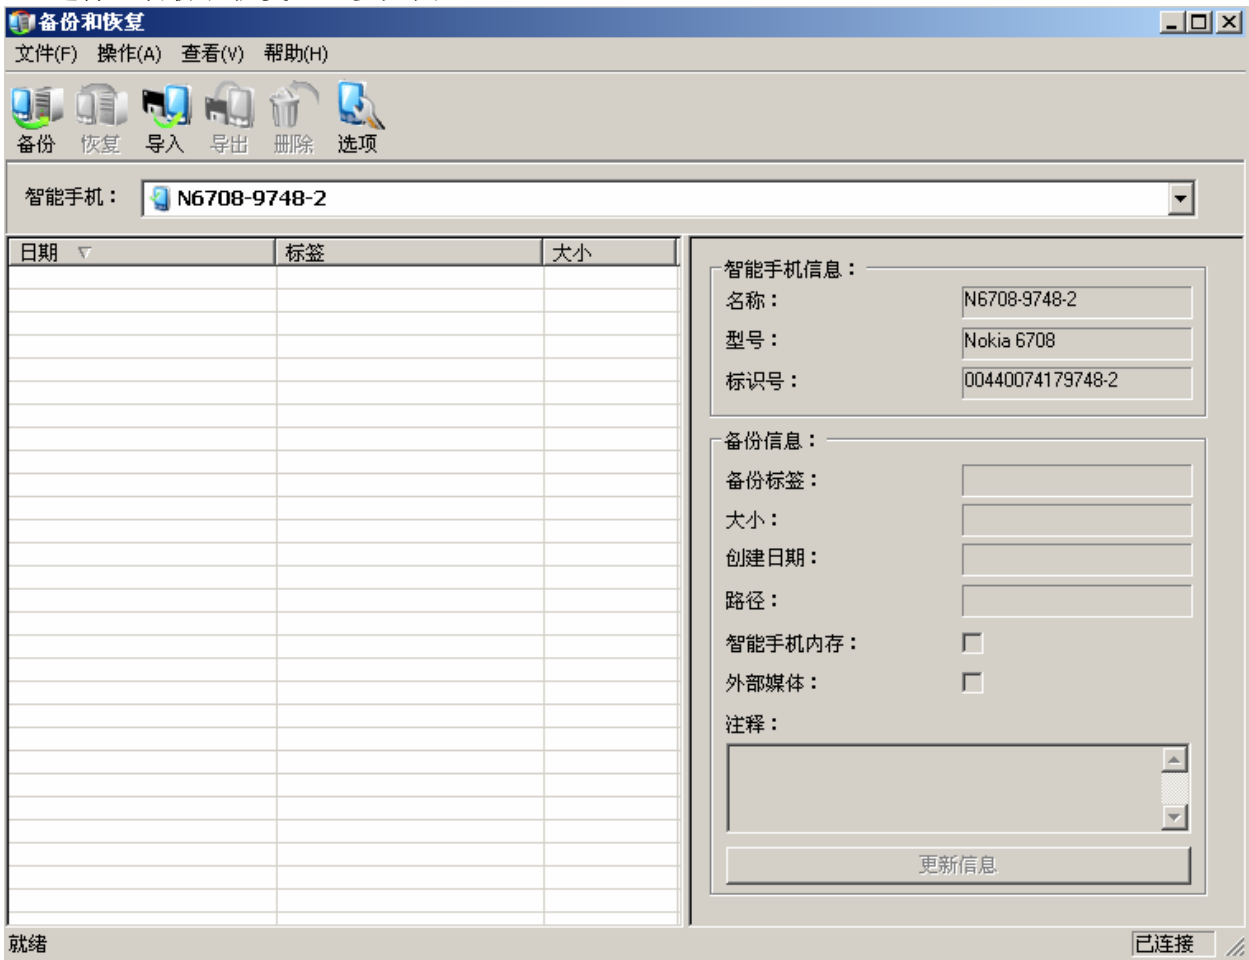 备份和恢复
文件(F) 操作(A) 查看(V) 帮助(H)
备份 恢复 导入 导出 删除 选项
智能手机： N6708-9748-2
日期 标签 大小
智能手机信息：
名称： N6708-9748-2
型号： Nokia 6708
标识号： 00440074179748-2
备份信息：
备份标签：
大小：
创建日期：
路径：
智能手机内存：
外部媒体：
注释：
更新信息
就绪 已连接